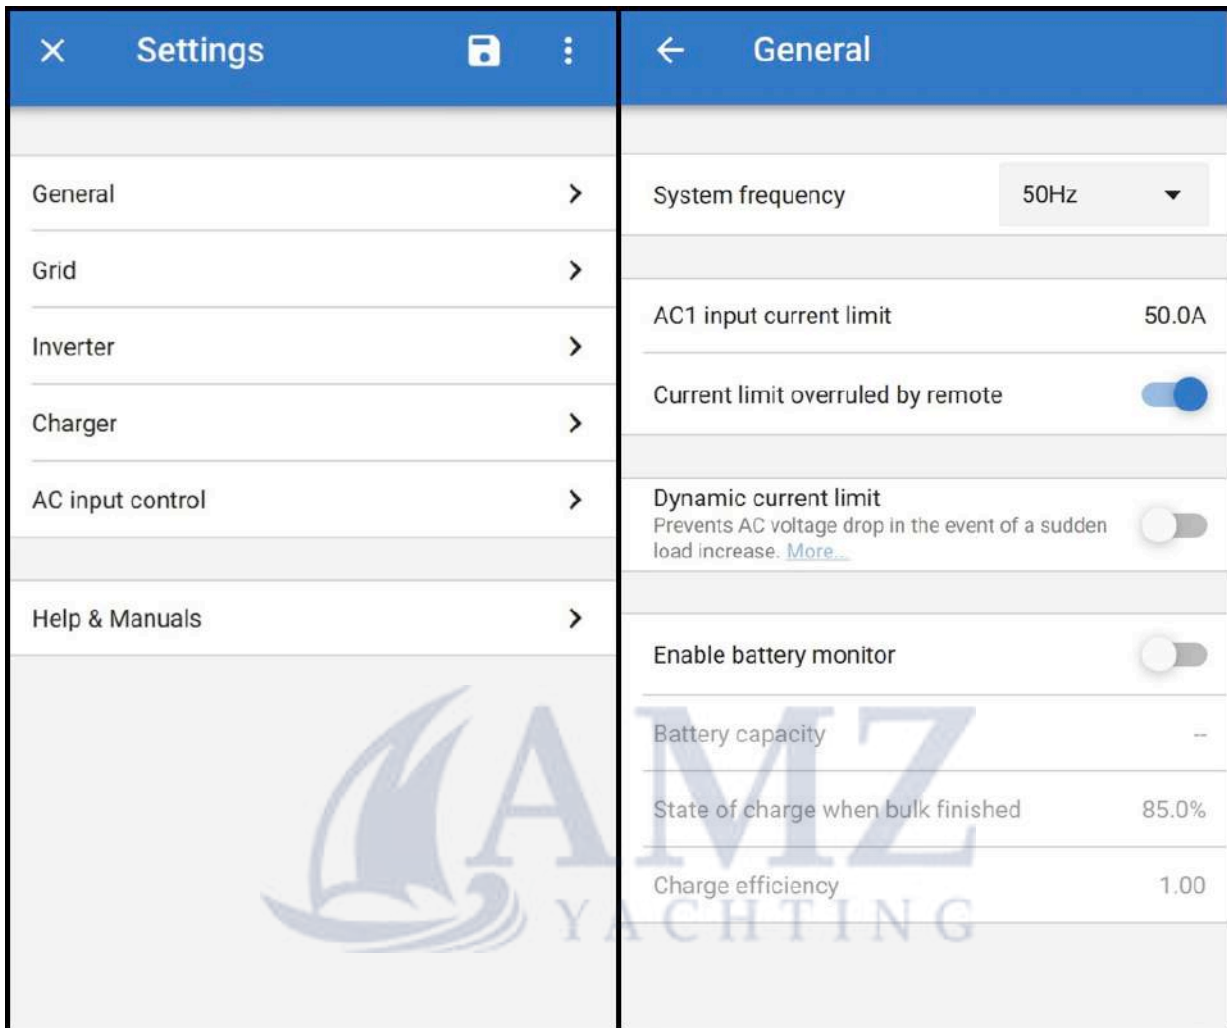 Settings
General
Grid
Inverter
Charger
AC input control
Help & Manuals
General
System frequency 50Hz
AC1 input current limit 50.0A
Current limit overruled by remote
Dynamic current limit
Prevents AC voltage drop in the event of a sudden
load increase. More...
Enable battery monitor
Battery capacity --
State of charge when bulk finished 85.0%
Charge efficiency 1.00
AMZ
YACHTING